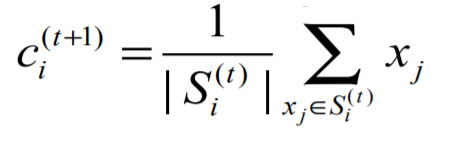 c_i^{(t+1)} = \frac{1}{| S_i^{(t)} |} \sum_{x_j \in S_i^{(t)}} x_j